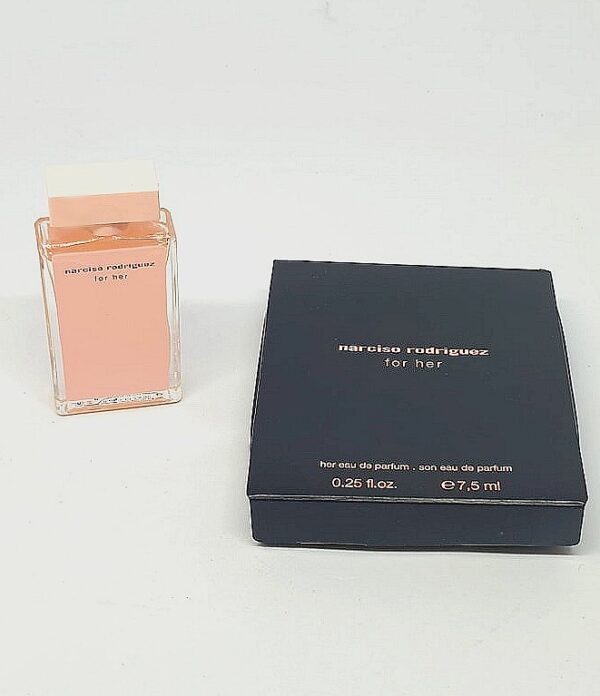 narciso rodriguez
for her
narciso rodriguez
for her
her eau de parfum . son eau de parfum
0.25 fl.oz. e 7,5 ml